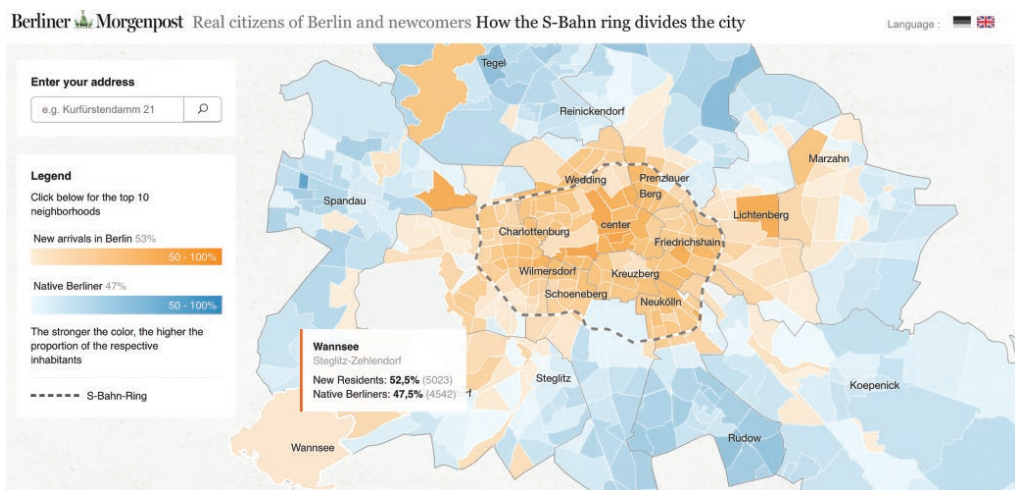 Berliner Morgenpost Real citizens of Berlin and newcomers How the S-Bahn ring divides the city
Language :
Enter your address
e.g. Kurfürstendamm 21
Legend
Click below for the top 10
neighborhoods
New arrivals in Berlin 53%
50 - 100%
Native Berliner 47%
50 - 100%
The stronger the color, the higher the
proportion of the respective
inhabitants
S-Bahn-Ring
Tegel
Reinickendorf
Marzahn
Wedding
Prenzlauer
Berg
Spandau
Lichtenberg
center
Charlottenburg
Friedrichshain
Wilmersdorf
Kreuzberg
Schoeneberg
Neukölln
Wannsee
Steglitz-Zehlendorf
New Residents: 52,5% (5023)
Native Berliners: 47,5% (4542)
Steglitz
Koepenick
Rudow
Wannsee